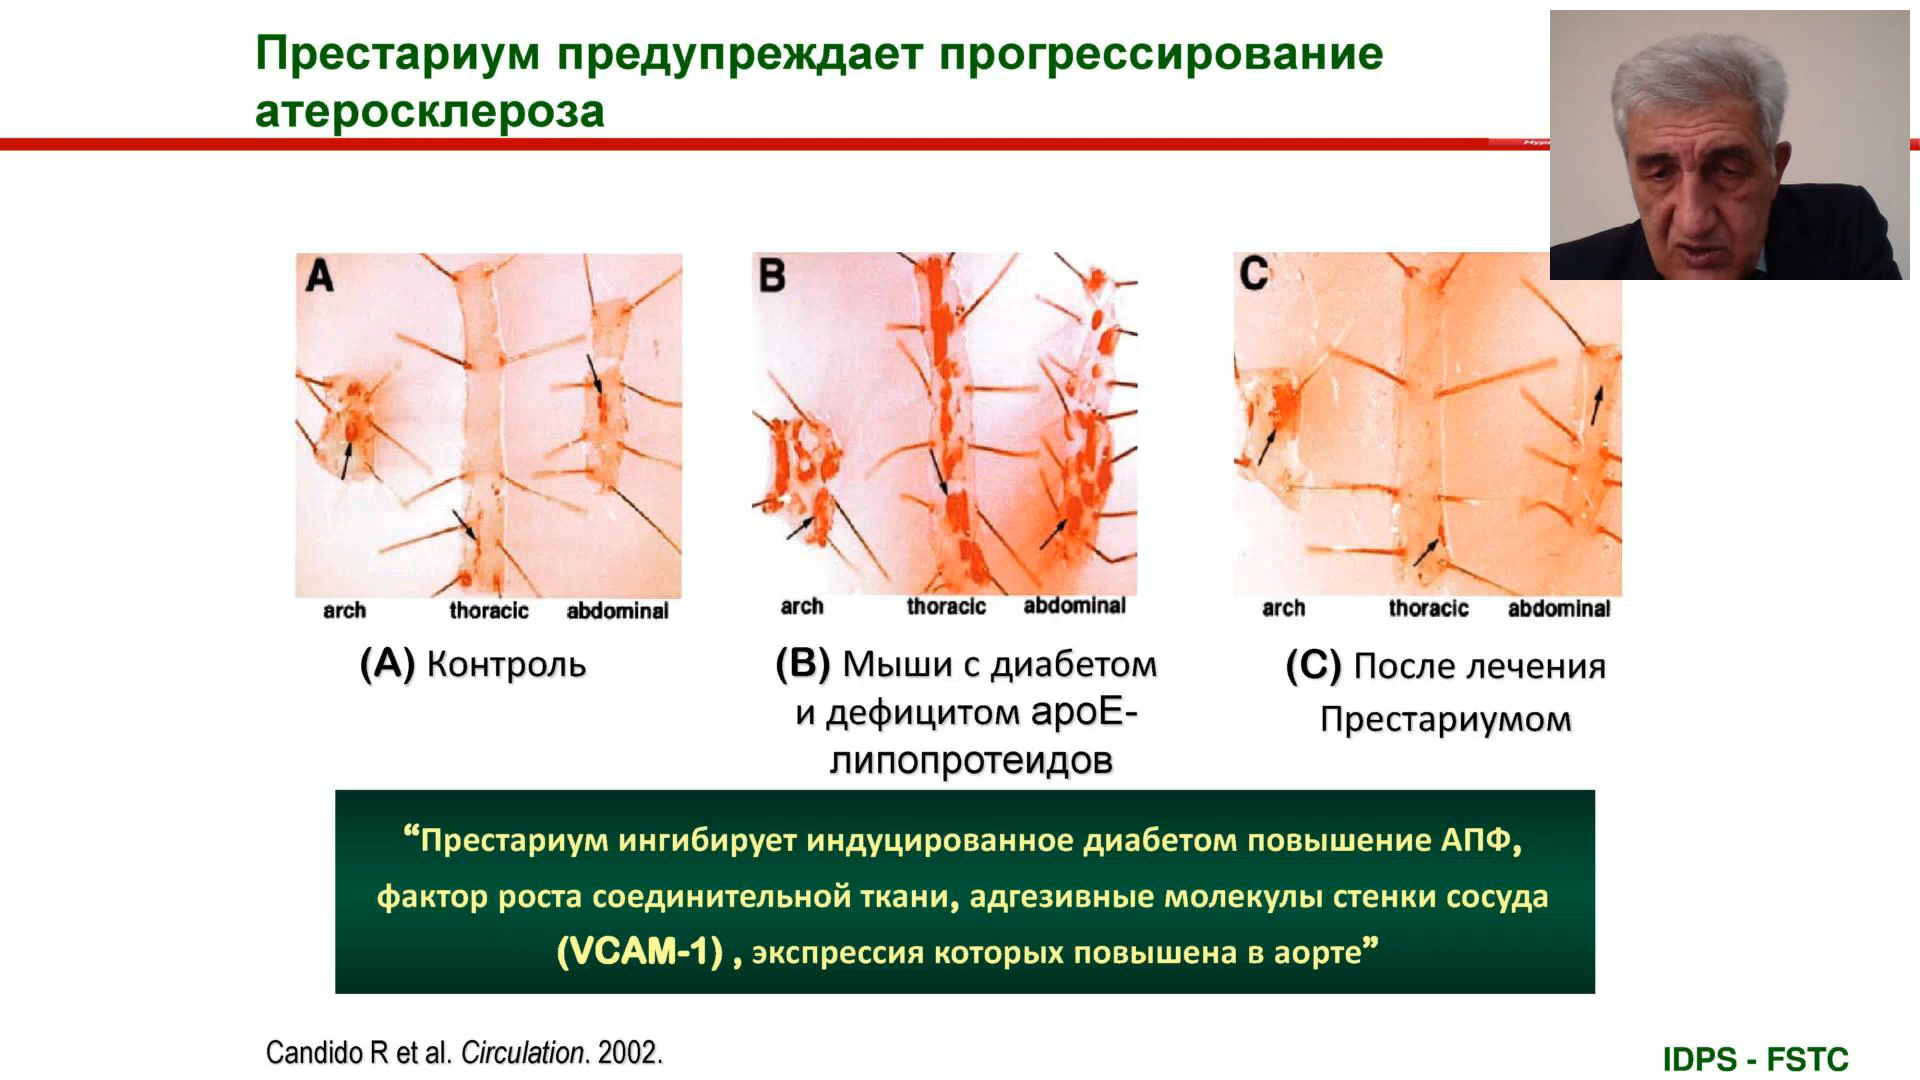 Престариум предупреждает прогрессирование
атеросклероза
A
B
C
arch thoracic abdominal
arch thoracic abdominal
arch thoracic abdominal
(A) Контроль
(B) Мыши с диабетом
и дефицитом apoE-
липопротеидов
(C) После лечения
Престариумом
“Престариум ингибирует индуцированное диабетом повышение АПФ,
фактор роста соединительной ткани, адгезивные молекулы стенки сосуда
(VCAM-1) , экспрессия которых повышена в аорте”
Candido R et al. Circulation. 2002.
IDPS - FSTC